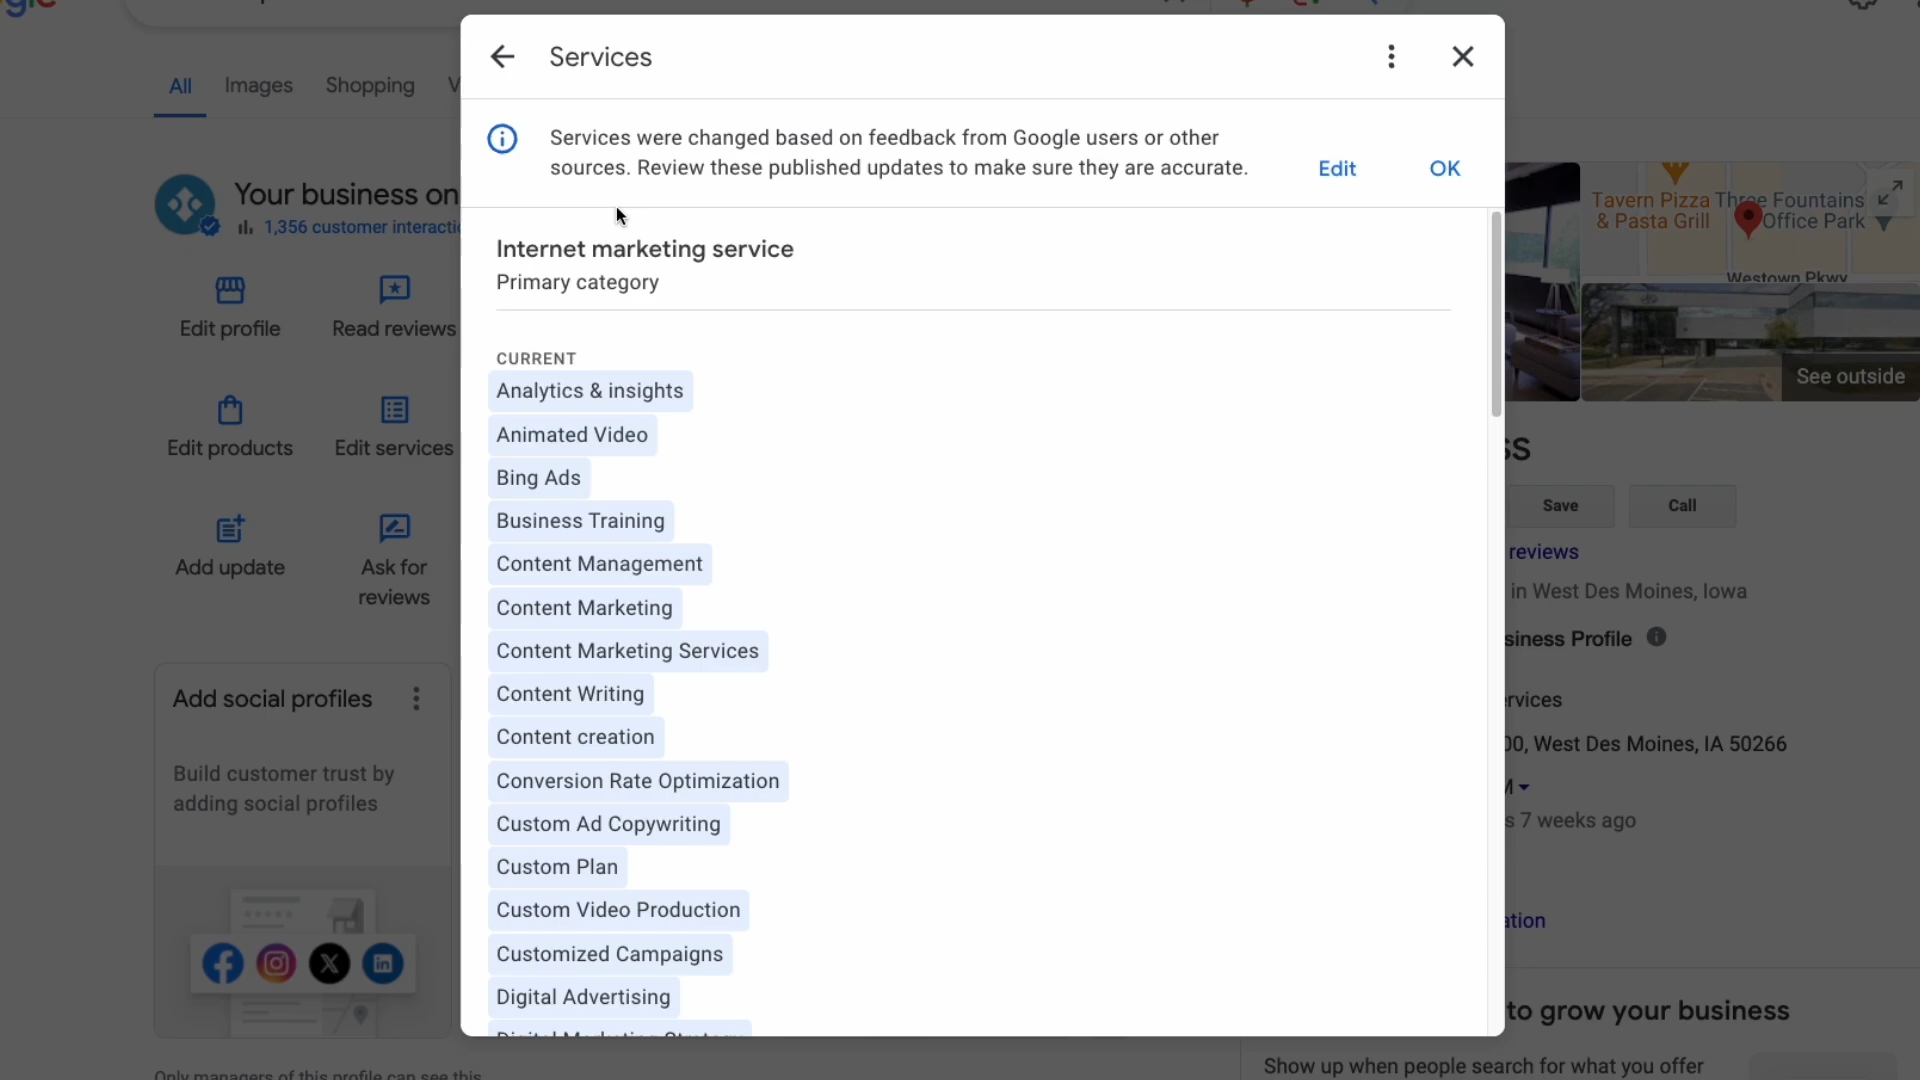 Services
All
Images
Shopping
V
Services were changed based on feedback from Google users or other
sources. Review these published updates to make sure they are accurate.
Edit
OK
Your business on
1,356 customer interactio
Internet marketing service
Primary category
Edit profile
Read reviews
CURRENT
Analytics & insights
Animated Video
Bing Ads
Business Training
Content Management
Content Marketing
Content Marketing Services
Content Writing
Content creation
Conversion Rate Optimization
Custom Ad Copywriting
Custom Plan
Custom Video Production
Customized Campaigns
Digital Advertising
Digital Marketing Strategy
Edit products
Edit services
Add update
Ask for
reviews
Add social profiles
Build customer trust by
adding social profiles
Only managers of this profile can see this
Tavern Pizza
& Pasta Grill
Three Fountains
Office Park
Westown Pkwy
See outside
ss
Save
Call
reviews
in West Des Moines, Iowa
siness Profile
rvices
00, West Des Moines, IA 50266
M
s 7 weeks ago
ation
to grow your business
Show up when people search for what you offer